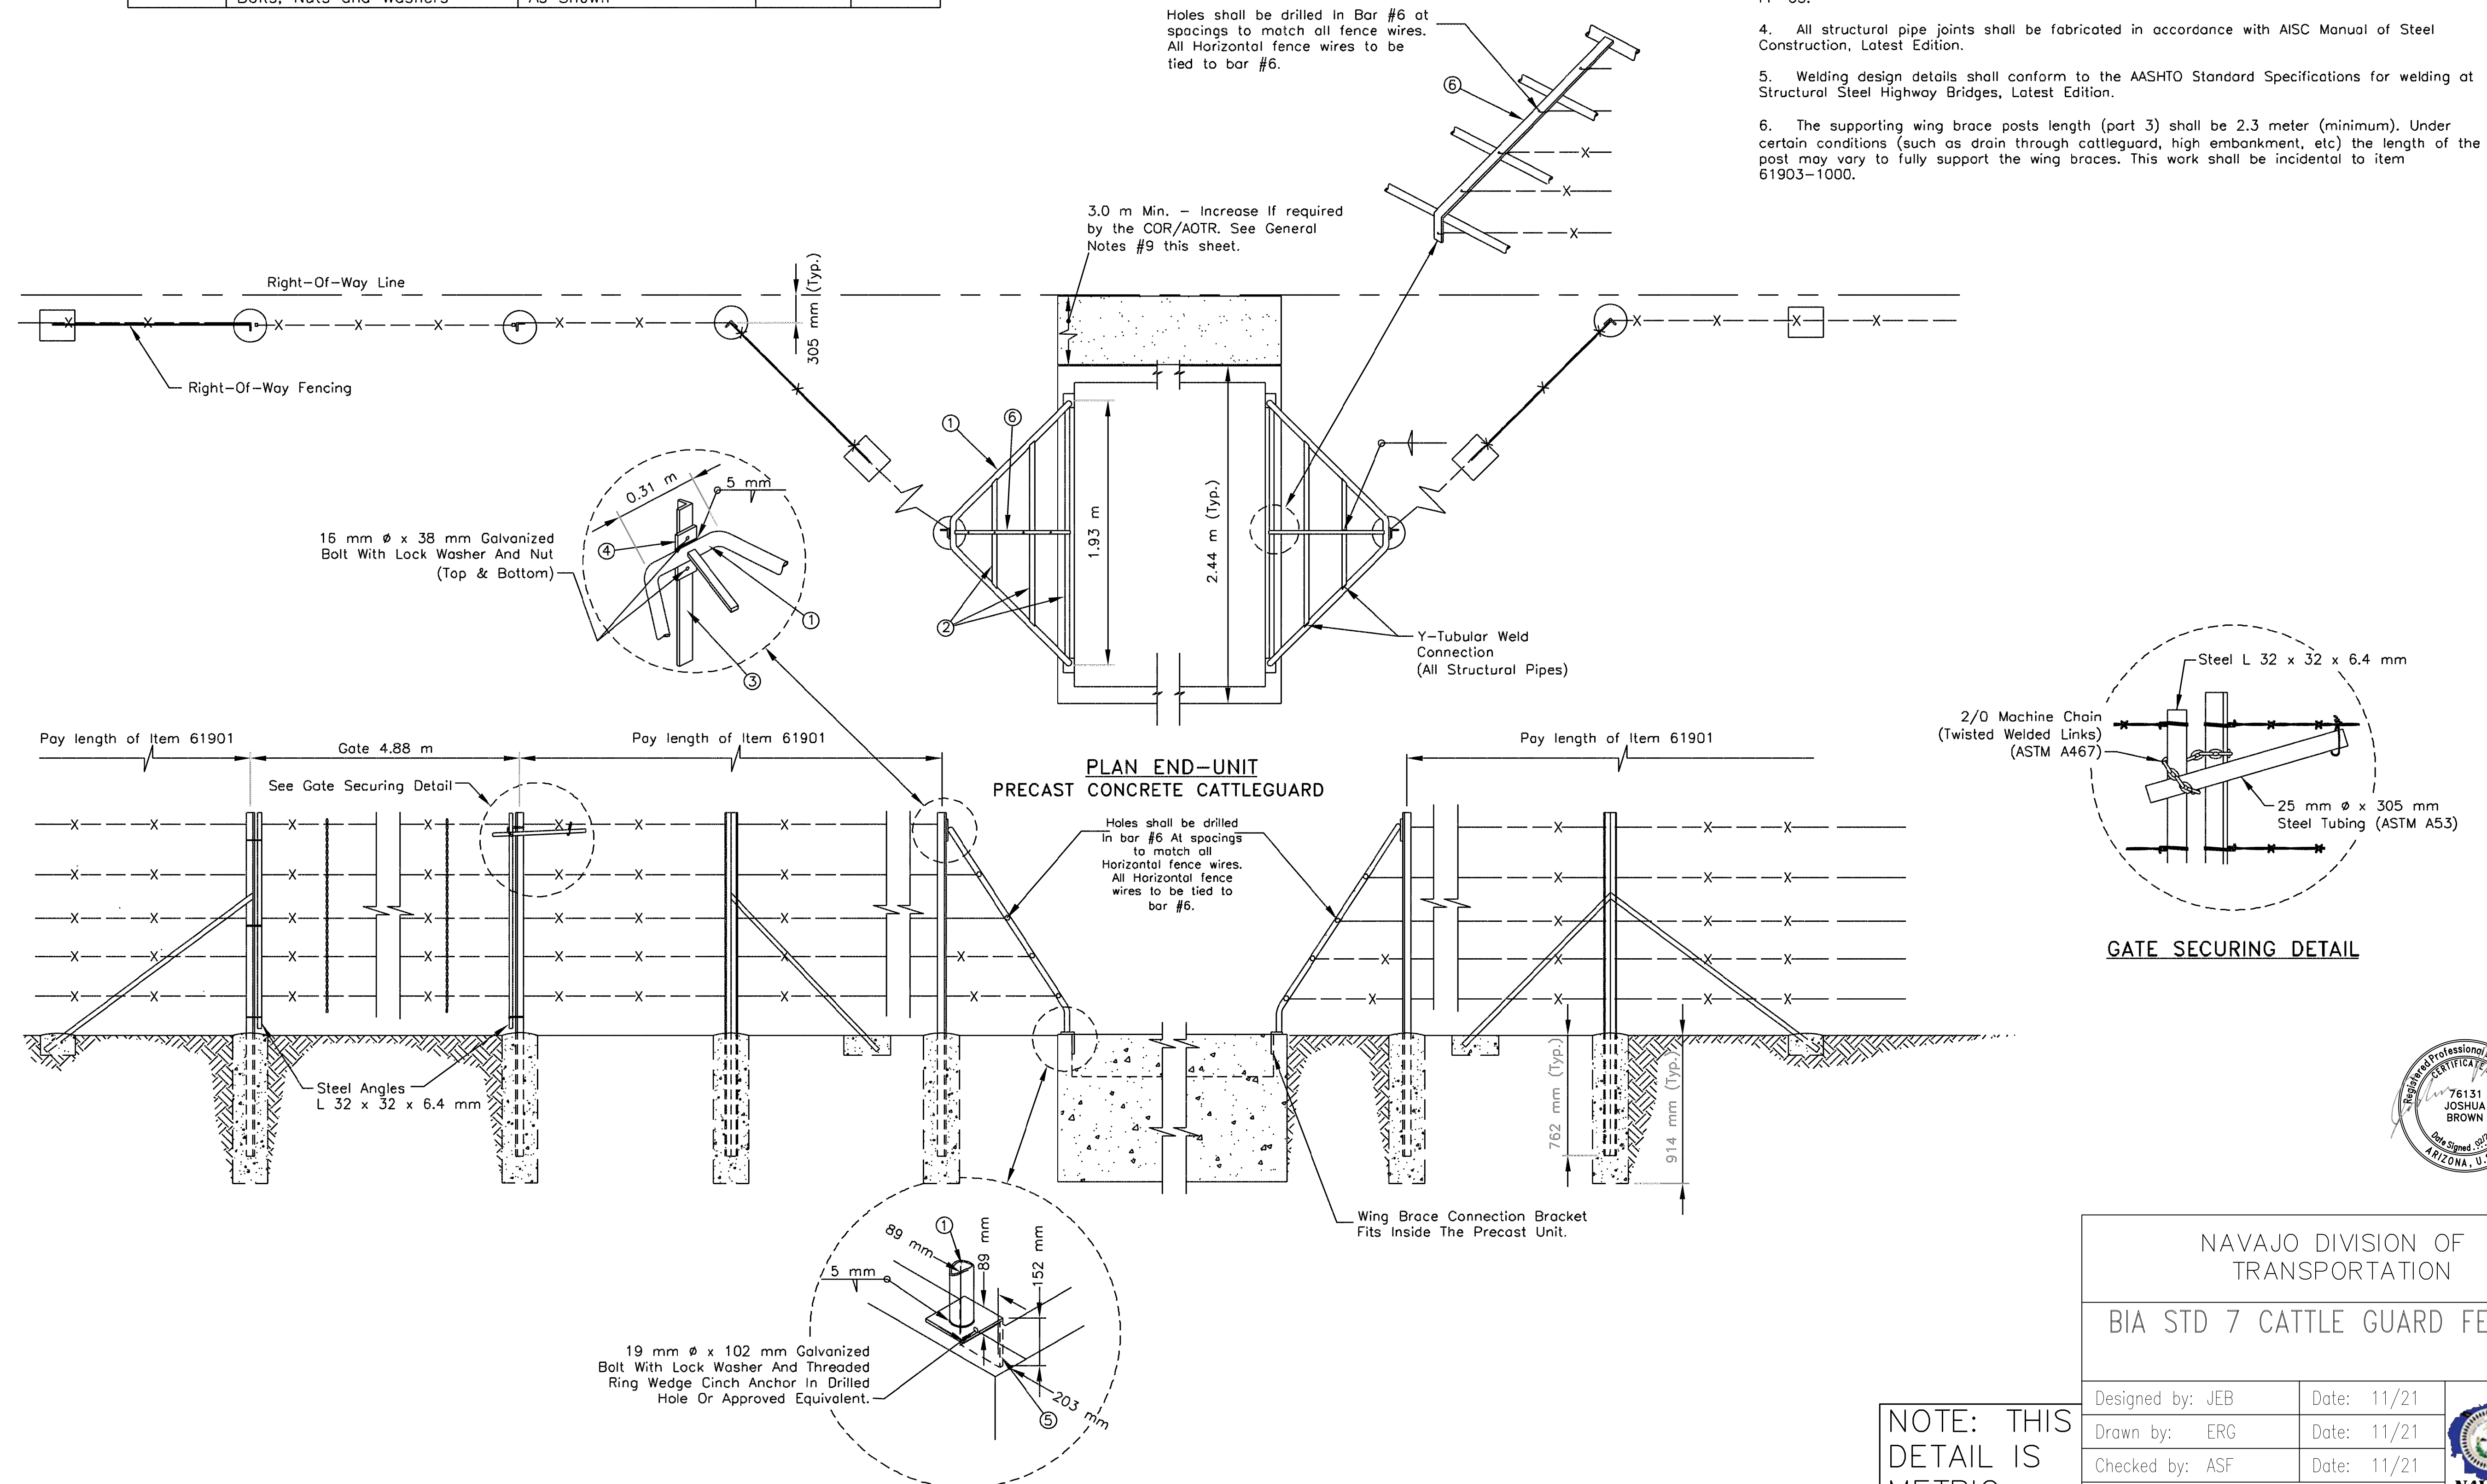 Bolts, Nuts and Washers
As Shown
Holes shall be drilled In Bar #6 at
spacings to match all fence wires.
All Horizontal fence wires to be
tied to bar #6.
4. All structural pipe joints shall be fabricated in accordance with AISC Manual of Steel
Construction, Latest Edition.
5. Welding design details shall conform to the AASHTO Standard Specifications for welding at
Structural Steel Highway Bridges, Latest Edition.
6. The supporting wing brace posts length (part 3) shall be 2.3 meter (minimum). Under
certain conditions (such as drain through cattleguard, high embankment, etc) the length of the
post may vary to fully support the wing braces. This work shall be incidental to item
61903-1000.
6
3.0 m Min. - Increase If required
by the COR/AOTR. See General
Notes #9 this sheet.
Right-Of-Way Line
305 mm (Typ.)
Right-Of-Way Fencing
1
6
1.93 m
2.44 m (Typ.)
2
Y-Tubular Weld
Connection
(All Structural Pipes)
0.31 m
5 mm
16 mm ø x 38 mm Galvanized
Bolt With Lock Washer And Nut
(Top & Bottom)
4
1
3
Steel L 32 x 32 x 6.4 mm
2/0 Machine Chain
(Twisted Welded Links)
(ASTM A467)
25 mm ø x 305 mm
Steel Tubing (ASTM A53)
GATE SECURING DETAIL
Pay length of Item 61901
Gate 4.88 m
Pay length of Item 61901
Pay length of Item 61901
See Gate Securing Detail
PLAN END-UNIT
PRECAST CONCRETE CATTLEGUARD
Holes shall be drilled
In bar #6 At spacings
to match all
Horizontal fence wires.
All Horizontal fence
wires to be tied to
bar #6.
Steel Angles
L 32 x 32 x 6.4 mm
762 mm (Typ.)
914 mm (Typ.)
Wing Brace Connection Bracket
Fits Inside The Precast Unit.
1
89 mm
89 mm
152 mm
5 mm
203 mm
5
19 mm ø x 102 mm Galvanized
Bolt With Lock Washer And Threaded
Ring Wedge Cinch Anchor In Drilled
Hole Or Approved Equivalent.
Registered Professional
76131
JOSHUA
BROWN
Date Signed
ARIZONA, U.S
NAVAJO DIVISION OF
TRANSPORTATION
BIA STD 7 CATTLE GUARD
Designed by: JEB Date: 11/21
Drawn by: ERG Date: 11/21
Checked by: ASF Date: 11/21
NOTE: THIS
DETAIL IS
METRIC